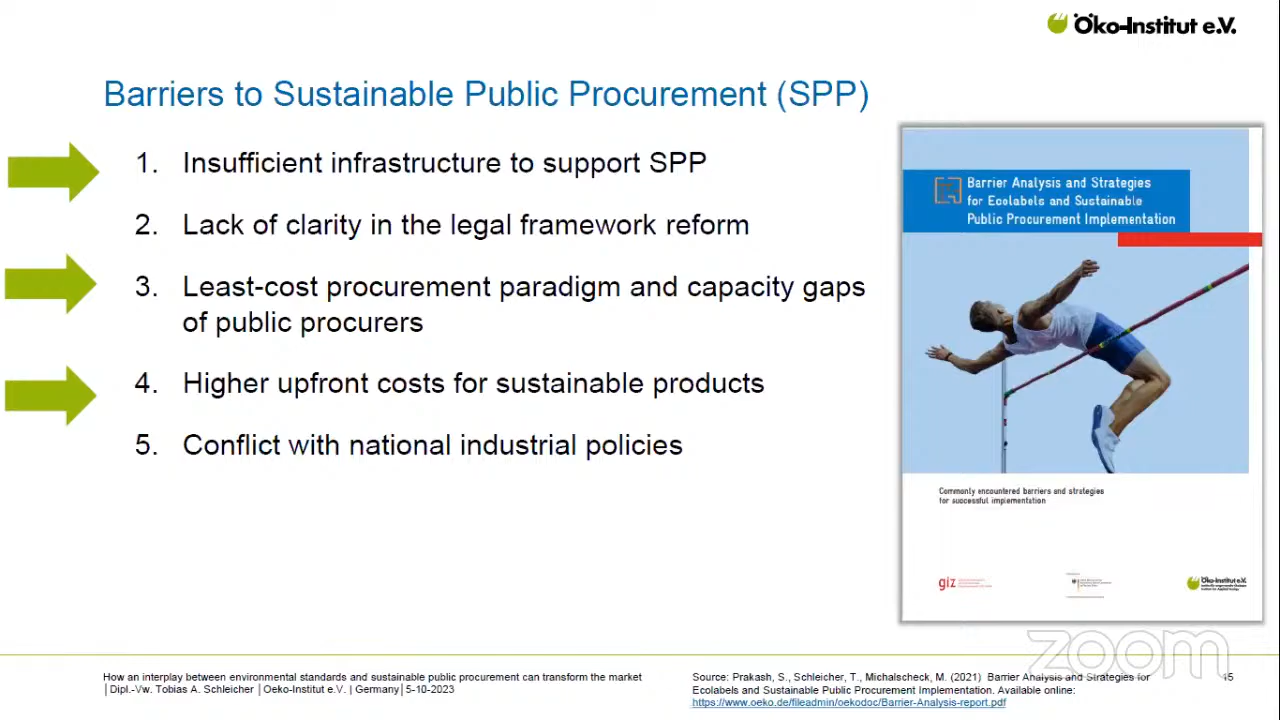 Öko-Institut e.V.
Barriers to Sustainable Public Procurement (SPP)
1. Insufficient infrastructure to support SPP
2. Lack of clarity in the legal framework reform
3. Least-cost procurement paradigm and capacity gaps
of public procurers
4. Higher upfront costs for sustainable products
5. Conflict with national industrial policies
Barrier Analysis and Strategies
for Ecolabels and Sustainable
Public Procurement Implementation
Commonly encountered barriers and strategies
for successful implementation
giz
Öko-Institut e.V.
zoom
How an interplay between environmental standards and sustainable public procurement can transform the market
│Dipl.-Vw. Tobias A. Schleicher │Oeko-Institut e.V. | Germany│5-10-2023
Source: Prakash, S., Schleicher, T., Michalscheck, M. (2021) Barrier Analysis and Strategies for
Ecolabels and Sustainable Public Procurement Implementation. Available online:
https://www.oeko.de/fileadmin/oekodoc/Barrier-Analysis-report.pdf